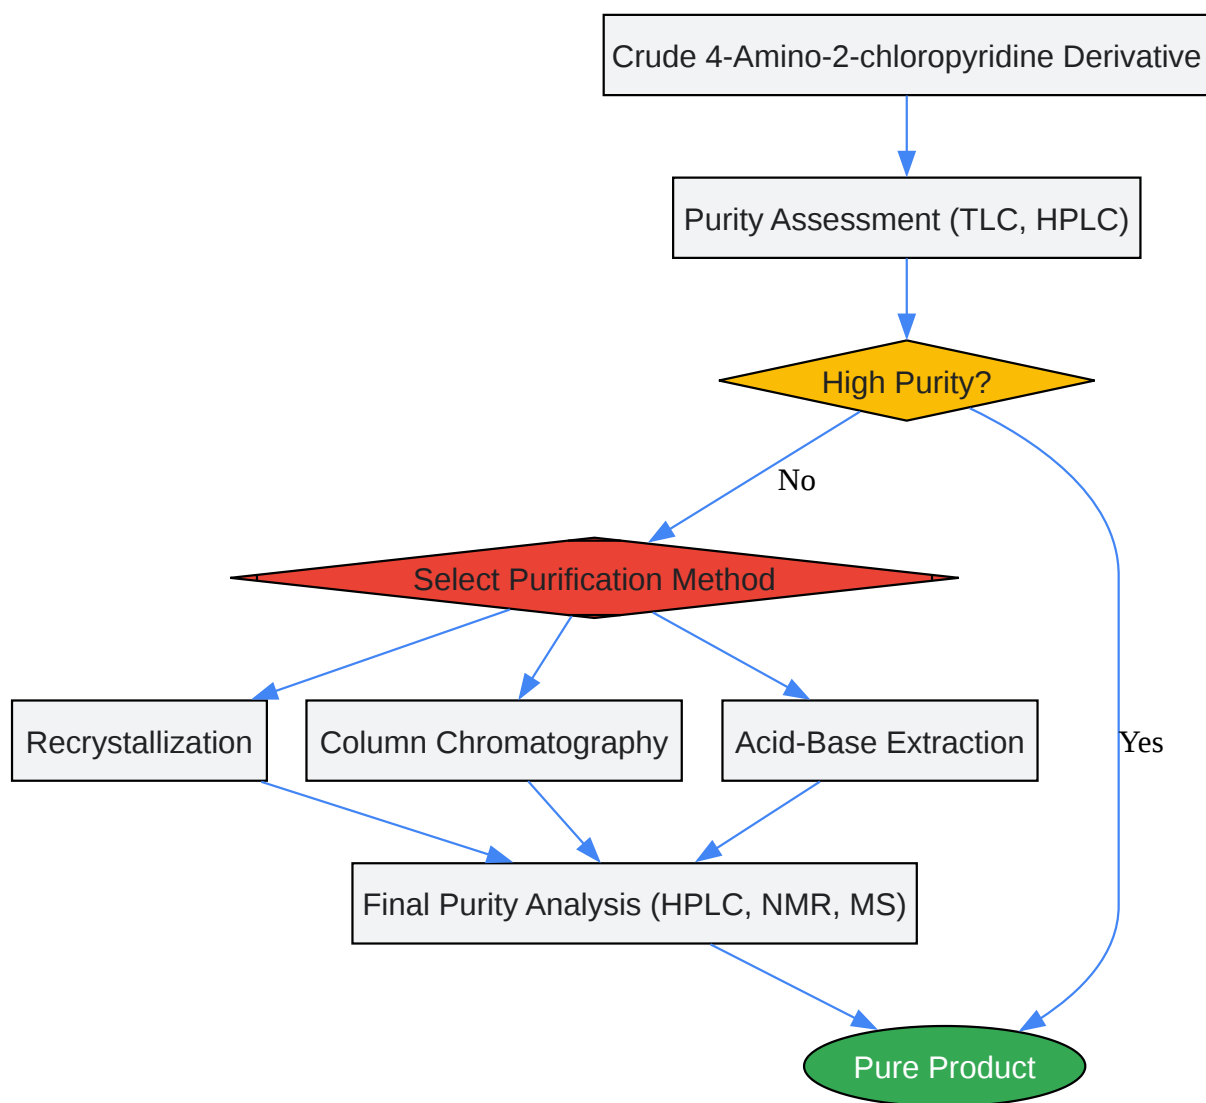 Crude 4-Amino-2-chloropyridine Derivative
Purity Assessment (TLC, HPLC)
High Purity?
No
Select Purification Method
Recrystallization
Column Chromatography
Acid-Base Extraction
Yes
Final Purity Analysis (HPLC, NMR, MS)
Pure Product